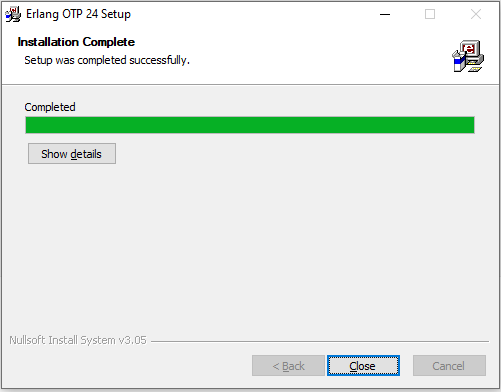 Erlang OTP 24 Setup
Installation Complete
Setup was completed successfully.
Completed
Show details
Nullsoft Install System v3.05
< Back
Close
Cancel